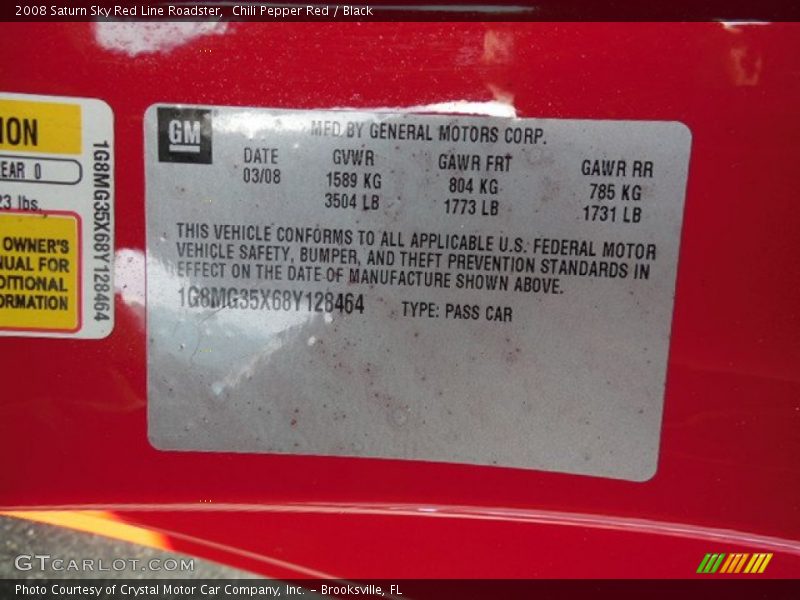 2008 Saturn Sky Red Line Roadster,  Chili Pepper Red / Black
ION
EAR 0
23 lbs.
OWNER'S
NUAL FOR
DITIONAL
ORMATION
1G8MG35X68Y128464
GM
MFD BY GENERAL MOTORS CORP.
DATE GVWR GAWR FRT GAWR RR
03/08 1589 KG 804 KG 785 KG
3504 LB 1773 LB 1731 LB
THIS VEHICLE CONFORMS TO ALL APPLICABLE U.S. FEDERAL MOTOR
VEHICLE SAFETY, BUMPER, AND THEFT PREVENTION STANDARDS IN
EFFECT ON THE DATE OF MANUFACTURE SHOWN ABOVE.
1G8MG35X68Y128464 TYPE: PASS CAR
GTCARLOT.COM
Photo Courtesy of Crystal Motor Car Company, Inc. – Brooksville, FL